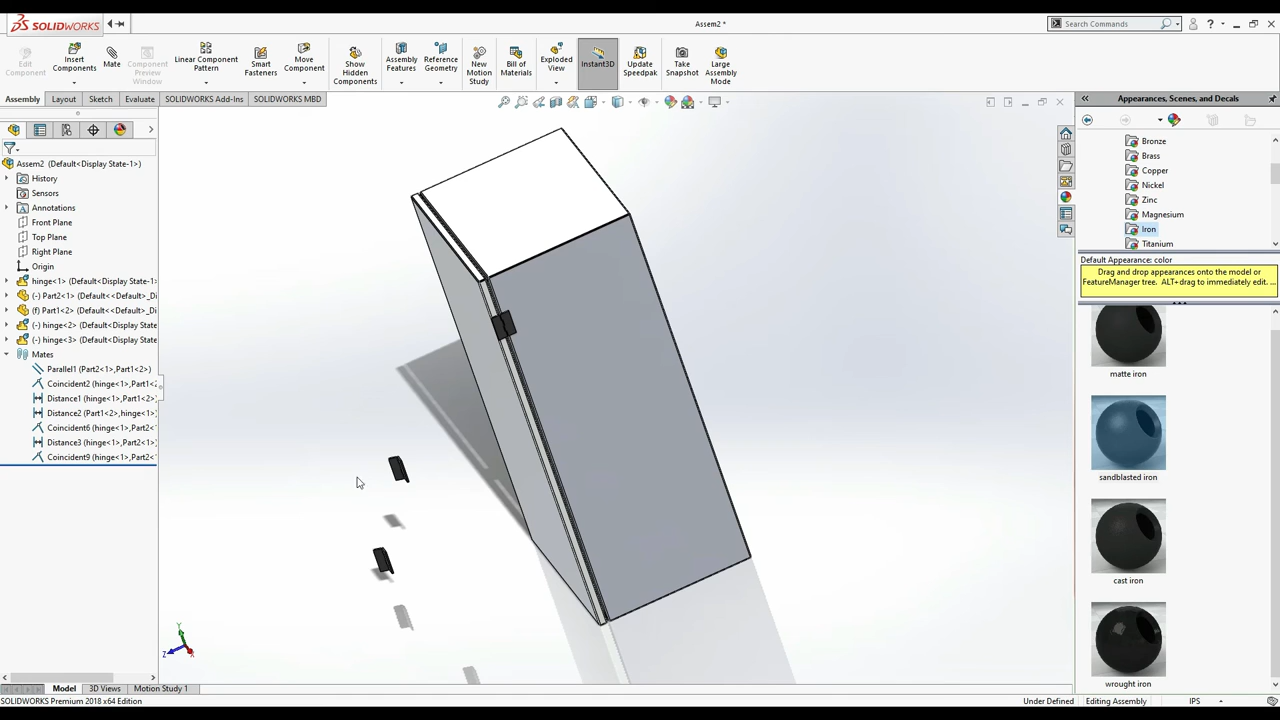 SOLIDWORKS
Assem2 *
Search Commands
Edit Component
Insert Components
Mate
Component Preview Window
Linear Component Pattern
Smart Fasteners
Move Component
Show Hidden Components
Assembly Features
Reference Geometry
New Motion Study
Bill of Materials
Exploded View
Instant3D
Update Speedpak
Take Snapshot
Large Assembly Mode
Assembly
Layout
Sketch
Evaluate
SOLIDWORKS Add-Ins
SOLIDWORKS MBD
Appearances, Scenes, and Decals
Assem2 (Default<Display State-1>)
History
Sensors
Annotations
Front Plane
Top Plane
Right Plane
Origin
hinge<1> (Default<Display State-1>
(-) Part2<1> (Default<<Default>_Di
(f) Part1<2> (Default<<Default>_Di
(-) hinge<2> (Default<Display State
(-) hinge<3> (Default<Display State
Mates
Parallel1 (Part2<1>,Part1<2>)
Coincident2 (hinge<1>,Part1<2
Distance1 (hinge<1>,Part1<2>)
Distance2 (Part1<2>,hinge<1>)
Coincident6 (hinge<1>,Part2<
Distance3 (hinge<1>,Part2<1>)
Coincident9 (hinge<1>,Part2<
Bronze
Brass
Copper
Nickel
Zinc
Magnesium
Iron
Titanium
Default Appearance: color
Drag and drop appearances onto the model or
FeatureManager tree. ALT+drag to immediately edit. ...
matte iron
sandblasted iron
cast iron
wrought iron
Y
Z
X
Model
3D Views
Motion Study 1
SOLIDWORKS Premium 2018 x64 Edition
Under Defined
Editing Assembly
IPS